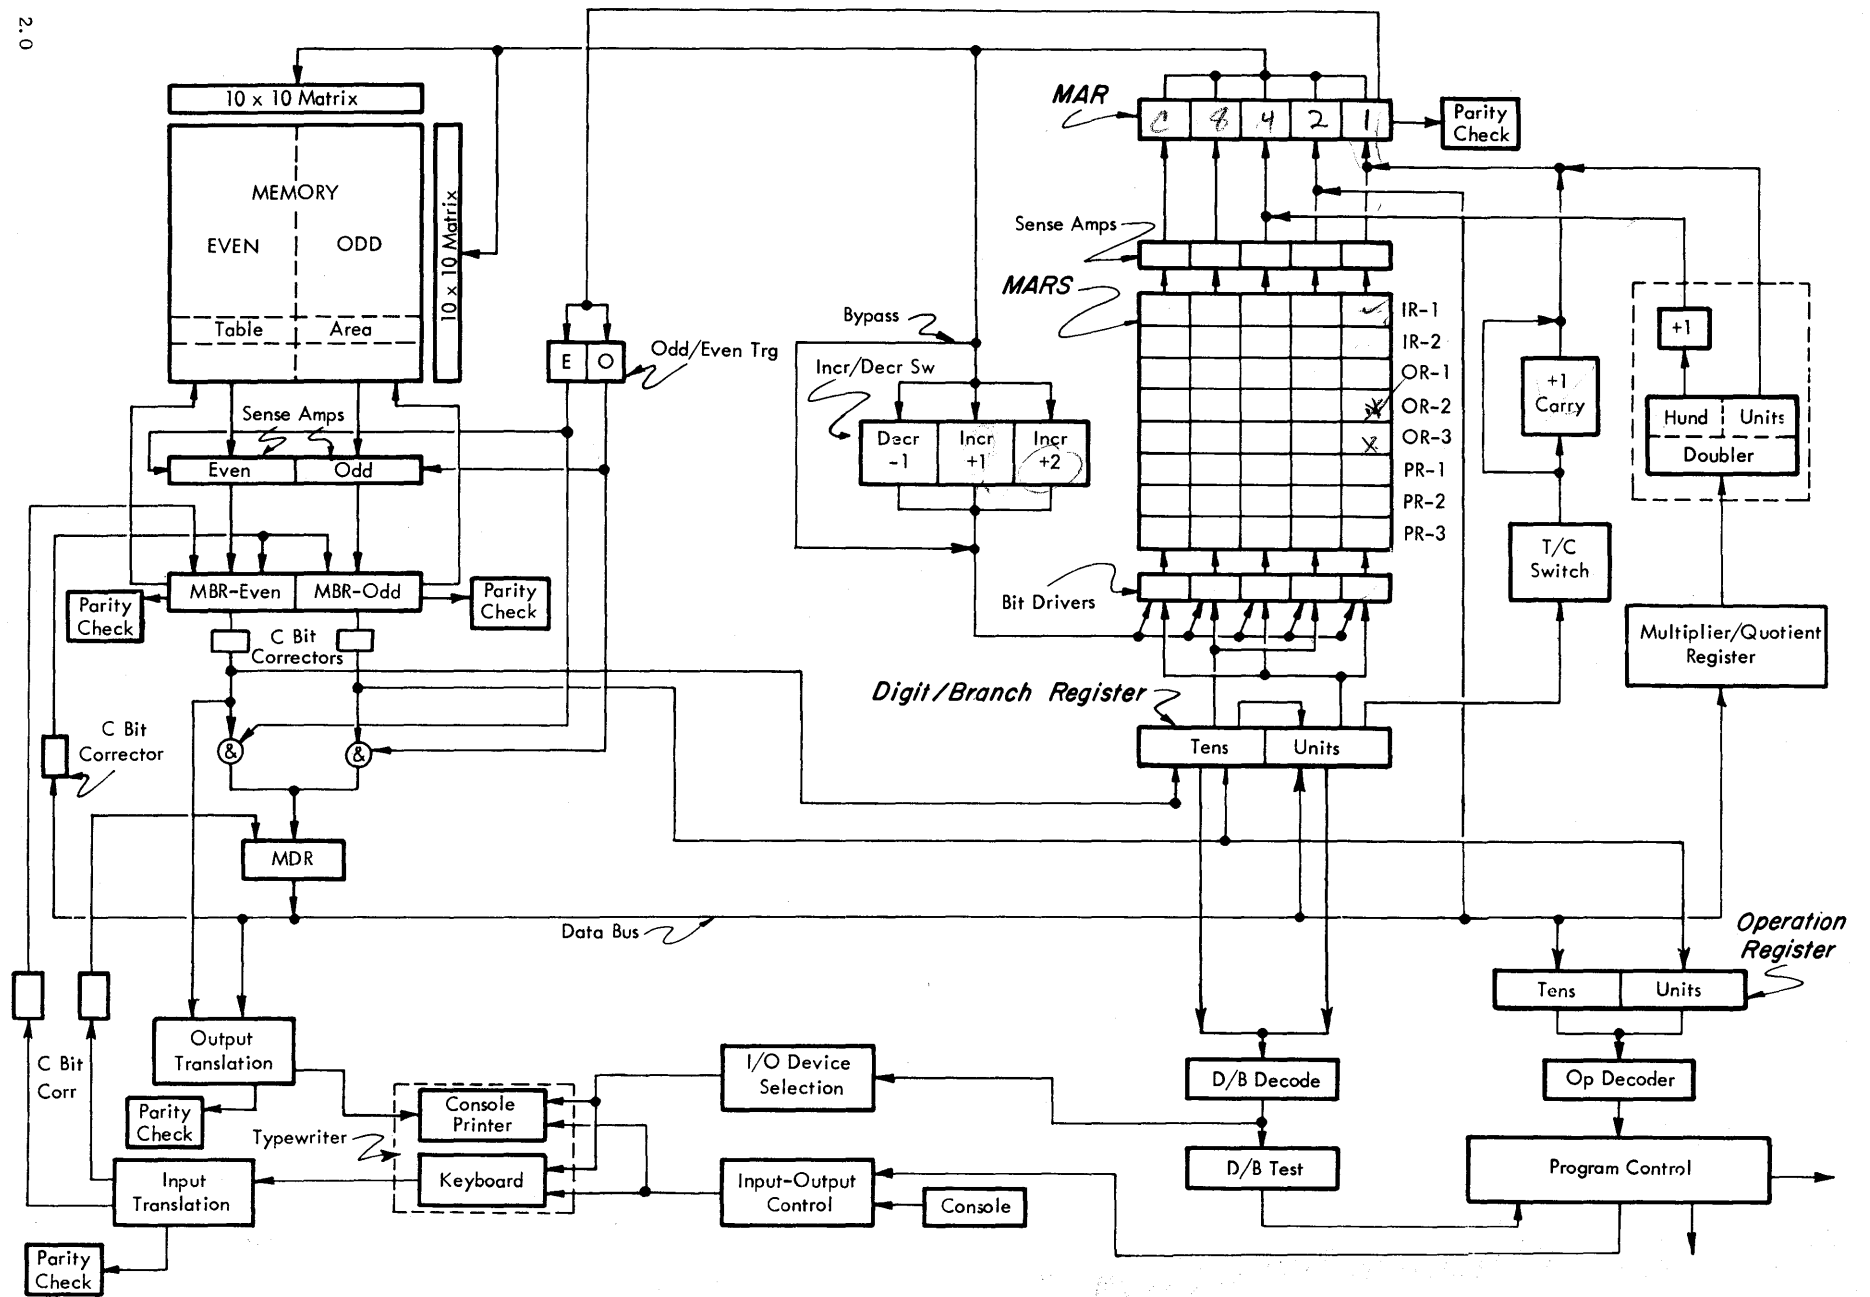 2.0
10 x 10 Matrix
MEMORY
EVEN
ODD
Table
Area
10 x 10 Matrix
Sense Amps
Even
Odd
MBR-Even
MBR-Odd
Parity
Check
Parity
Check
C Bit
Correctors
C Bit
Corrector
&
&
MDR
Data Bus
E
O
Odd/Even Trg
Bypass
Incr/Decr Sw
Decr
-1
Incr
+1
Incr
+2
MAR
C
8
4
2
1
Parity
Check
Sense Amps
MARS
IR-1
IR-2
OR-1
OR-2
OR-3
PR-1
PR-2
PR-3
Bit Drivers
Digit/Branch Register
Tens
Units
+1
Carry
T/C
Switch
+1
Hund
Units
Doubler
Multiplier/Quotient
Register
Operation
Register
Tens
Units
Output
Translation
C Bit
Corr
Parity
Check
Typewriter
Console
Printer
Keyboard
Input
Translation
Parity
Check
I/O Device
Selection
Input-Output
Control
Console
D/B Decode
D/B Test
Op Decoder
Program Control